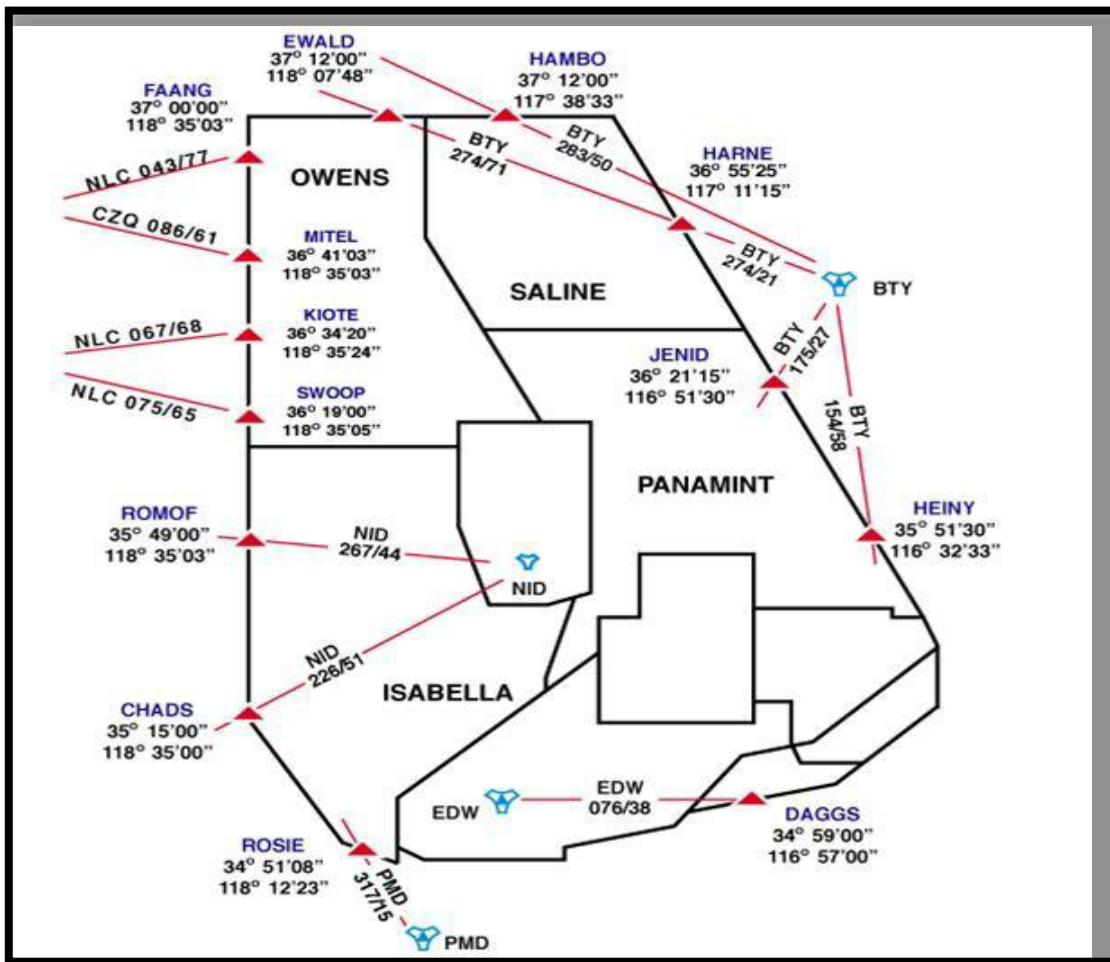 EWALD
37° 12'00”
118° 07'48”
HAMBO
37° 12'00”
117° 38'33”
FAANG
37° 00'00”
118° 35'03”
BTY
283/50
BTY
274/71
HARNE
36° 55'25”
117° 11'15”
NLC 043/77
OWENS
CZQ 086/61
MITEL
36° 41'03”
118° 35'03”
BTY
274/21
BTY
SALINE
KIOTE
36° 34'20”
118° 35'24”
NLC 067/68
BTY
175/27
JENID
36° 21'15”
116° 51'30”
NLC 075/65
SWOOP
36° 19'00”
118° 35'05”
BTY
154/58
PANAMINT
ROMOF
35° 49'00”
118° 35'03”
NID
267/44
HEINY
35° 51'30”
116° 32'33”
NID
NID
226/51
ISABELLA
CHADS
35° 15'00”
118° 35'00”
EDW
EDW
076/38
DAGGS
34° 59'00”
116° 57'00”
ROSIE
34° 51'08”
118° 12'23”
PMD
317/15
PMD